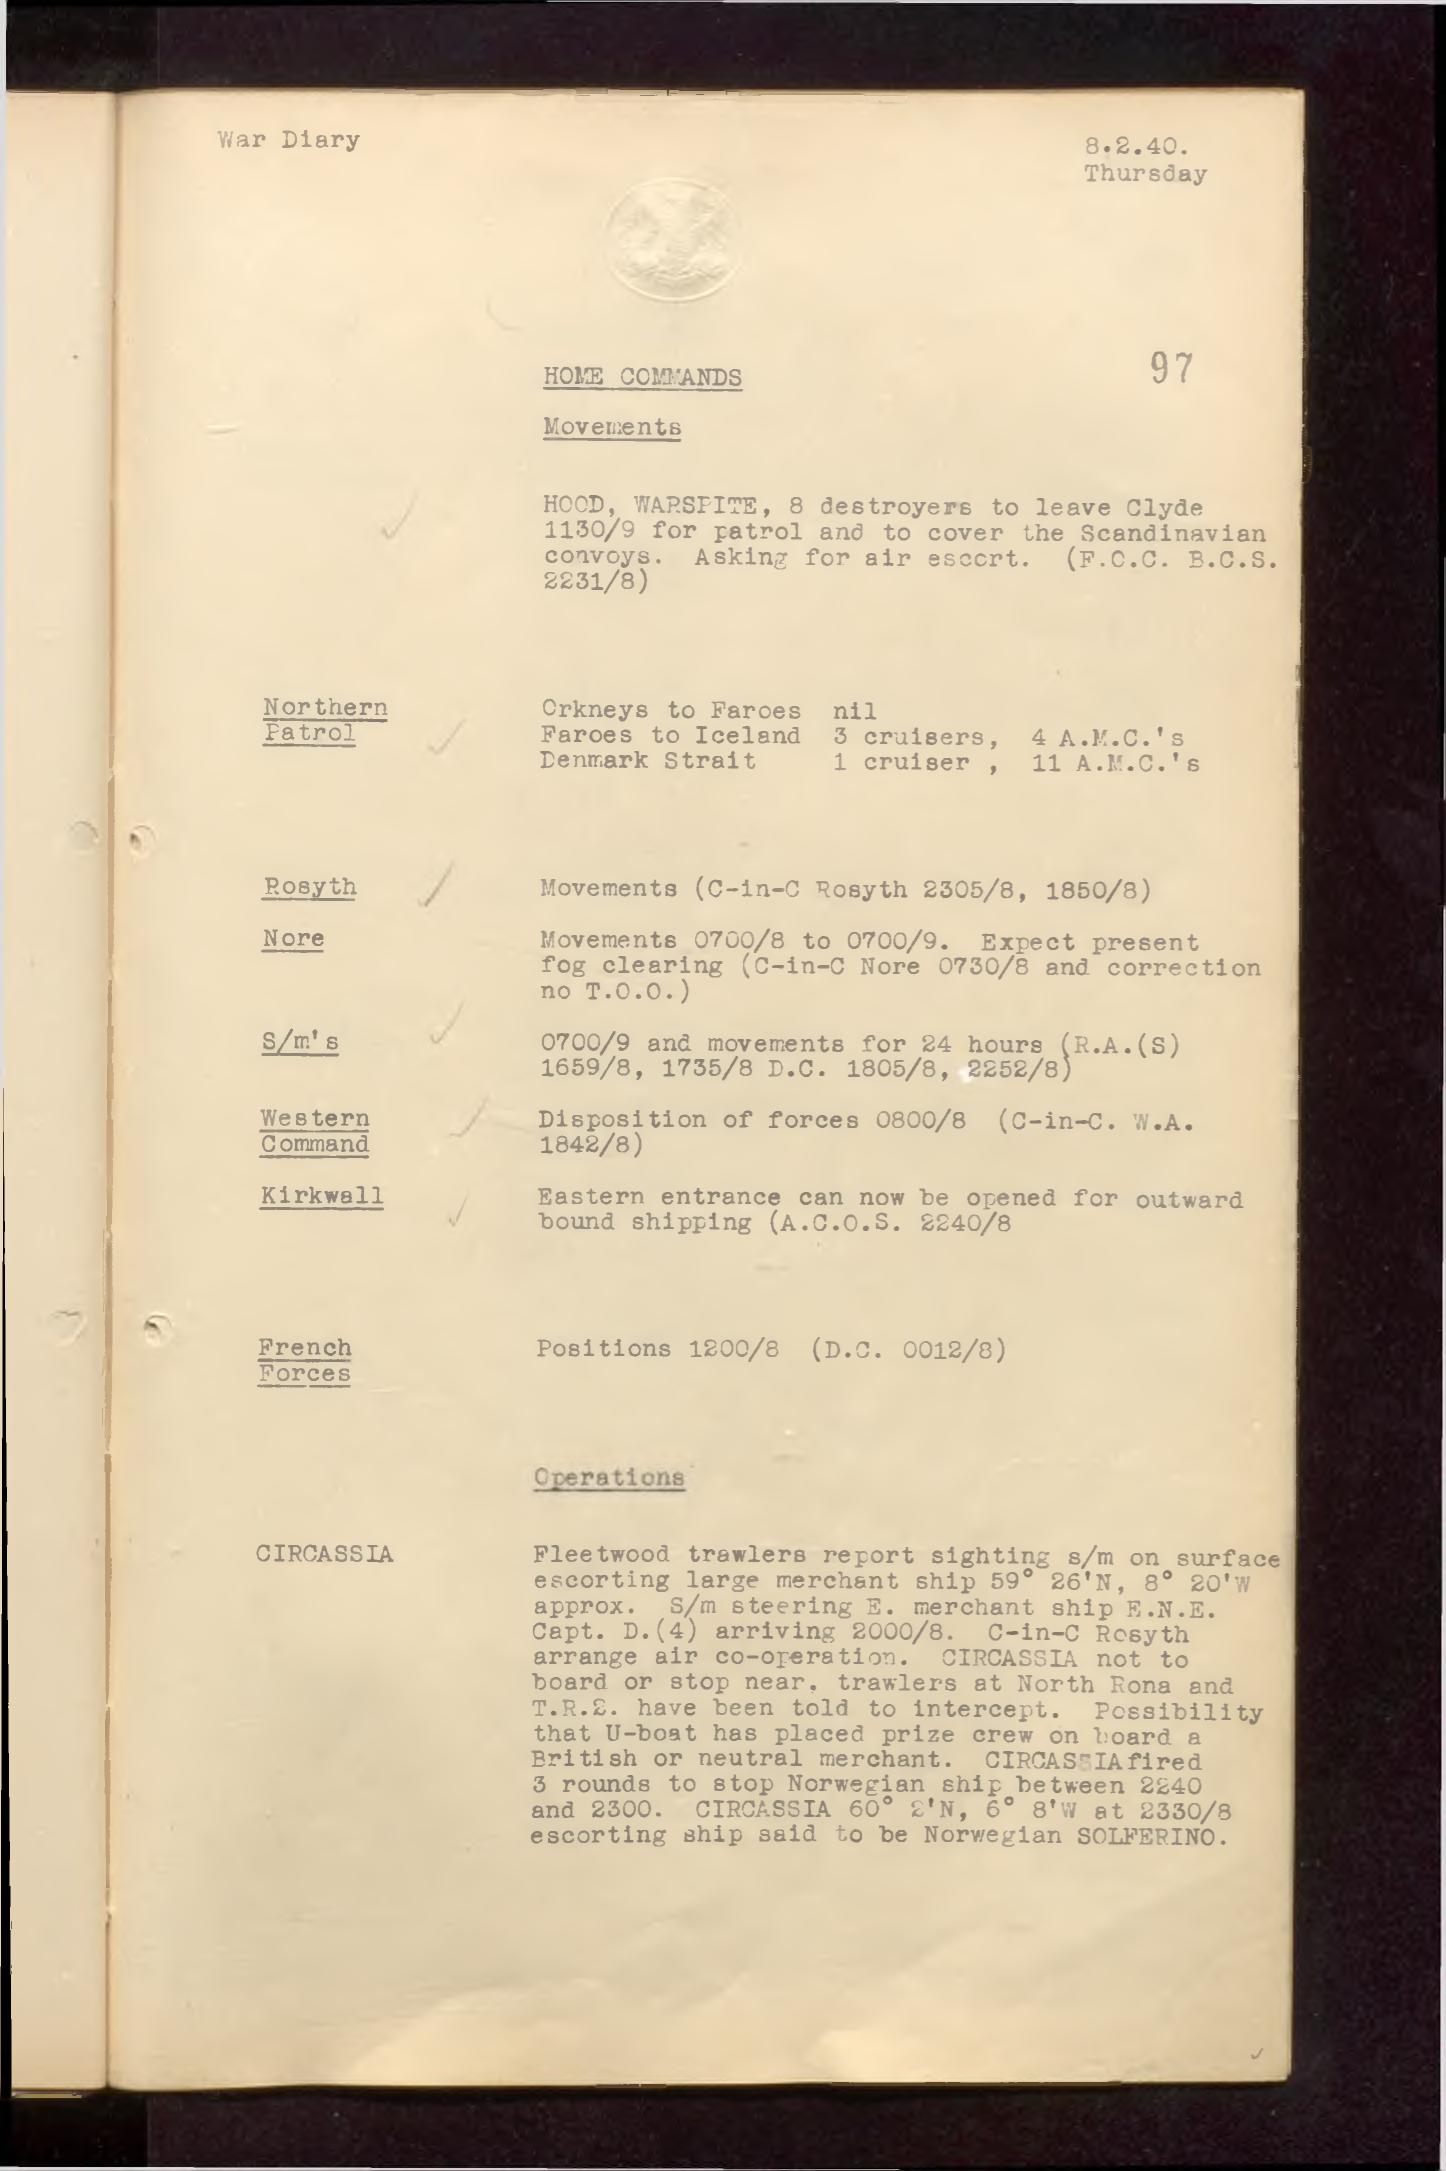 War Diary
8.2.40.
Thursday
97
HOME COMMANDS
Movements
HOOD, WARSPITE, 8 destroyers to leave Clyde
1130/9 for patrol and to cover the Scandinavian
convoys. Asking for air escort. (F.O.C. B.C.S.
2231/8)
Northern
Patrol
Orkneys to Faroes nil
Faroes to Iceland 3 cruisers, 4 A.M.C.'s
Denmark Strait 1 cruiser , 11 A.M.C.'s
Rosyth Movements (C-in-C Rosyth 2305/8, 1850/8)
Nore Movements 0700/8 to 0700/9. Expect present
fog clearing (C-in-C Nore 0730/8 and correction
no T.O.O.)
S/m's 0700/9 and movements for 24 hours (R.A.(S)
1659/8, 1735/8 D.C. 1805/8, 2252/8)
Western Disposition of forces 0800/8 (C-in-C. W.A.
Command 1842/8)
Kirkwall Eastern entrance can now be opened for outward
bound shipping (A.C.O.S. 2240/8
French Positions 1200/8 (D.C. 0012/8)
Forces
Operations
CIRCASSIA Fleetwood trawlers report sighting s/m on surface
escorting large merchant ship 59° 26'N, 8° 20'W
approx. S/m steering E. merchant ship E.N.E.
Capt. D.(4) arriving 2000/8. C-in-C Rosyth
arrange air co-operation. CIRCASSIA not to
board or stop near. trawlers at North Rona and
T.R.2. have been told to intercept. Possibility
that U-boat has placed prize crew on board a
British or neutral merchant. CIRCASSIA fired
3 rounds to stop Norwegian ship between 2240
and 2300. CIRCASSIA 60° 2'N, 6° 8'W at 2330/8
escorting ship said to be Norwegian SOLFERINO.